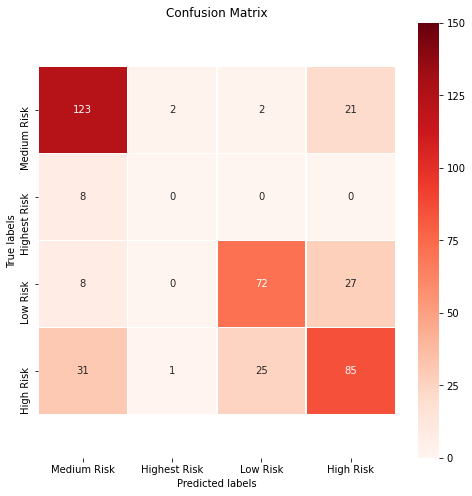 Confusion Matrix
150
125
100
75
50
25
0
True labels
Medium Risk
123 2 2 21
Highest Risk
8 0 0 0
Low Risk
8 0 72 27
High Risk
31 1 25 85
Medium Risk Highest Risk Low Risk High Risk
Predicted labels